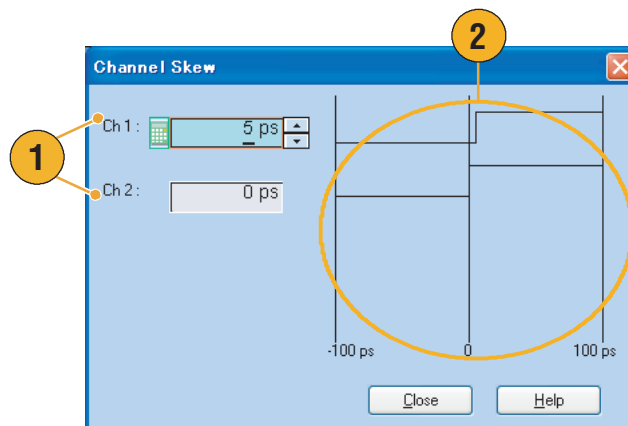 2
Channel Skew
Ch 1 : 5 ps
1
Ch 2 : 0 ps
-100 ps 0 100 ps
Close Help